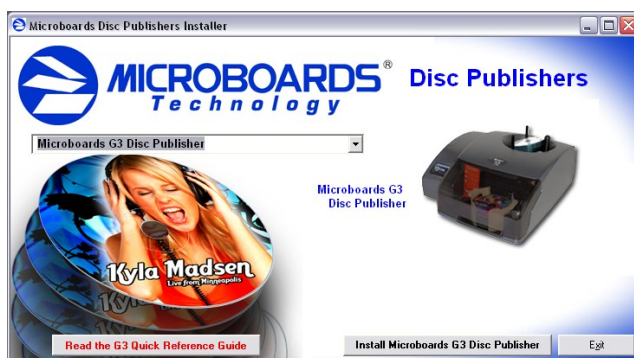 Microboards Disc Publishers Installer
MICROBOARDS®
Technology
Disc Publishers
Microboards G3 Disc Publisher
Microboards G3
Disc Publisher
Kyla Madsen
Live from Minneapolis
Read the G3 Quick Reference Guide
Install Microboards G3 Disc Publisher
Exit